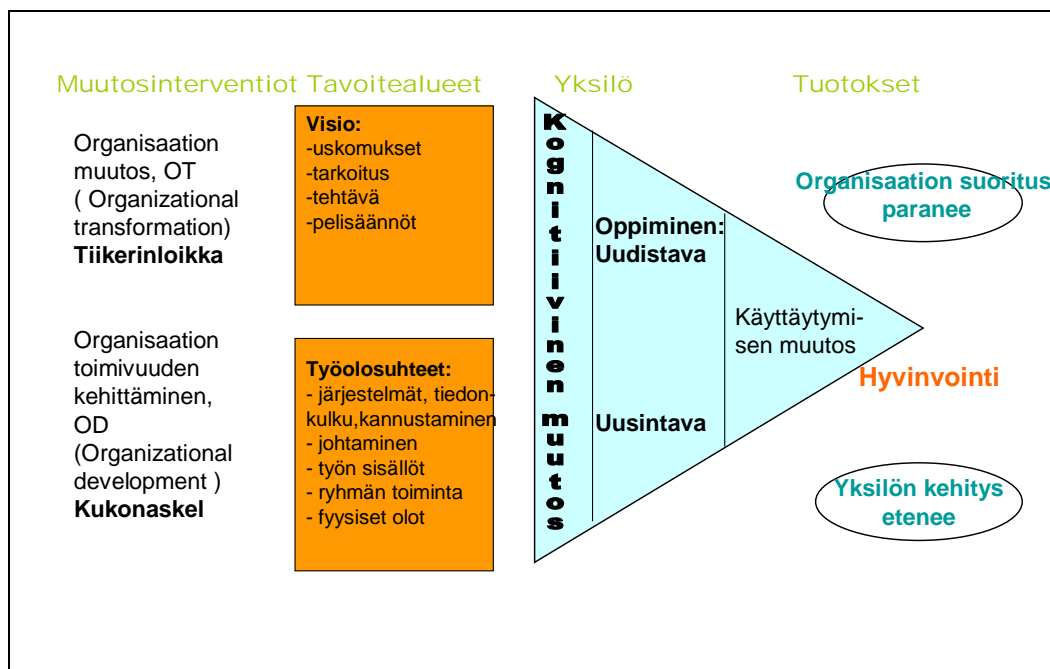 Muutosinterventiot
Tavoitealueet
Yksilö
Tuotokset
Organisaation
muutos, OT
( Organizational
transformation)
Tiikerinloikka
Organisaation
toimivuuden
kehittäminen,
OD
(Organizational
development )
Kukonaskel
Visio:
-uskomukset
-tarkoitus
-tehtävä
-pelisäännöt
Työolosuhteet:
- järjestelmät, tiedon-
kulku,kannustaminen
- johtaminen
- työn sisällöt
- ryhmän toiminta
- fyysiset olot
Kognitiivinen muutos
Oppiminen:
Uudistava
Uusintava
Käyttäytymi-
sen muutos
Organisaation suoritus
paranee
Hyvinvointi
Yksilön kehitys
etenee